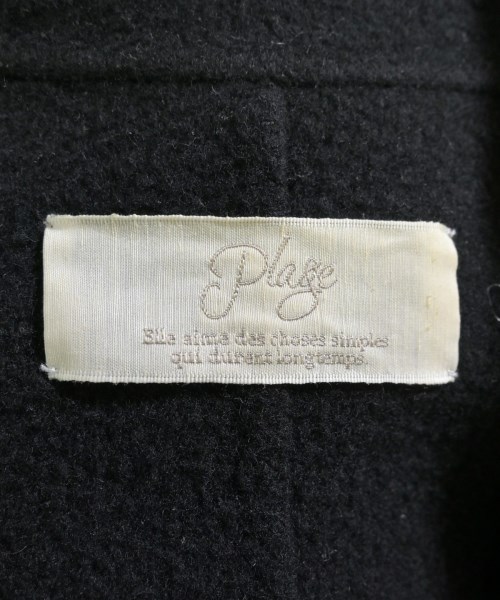 Plage
Elle aime des choses simples
qui durent longtemps.